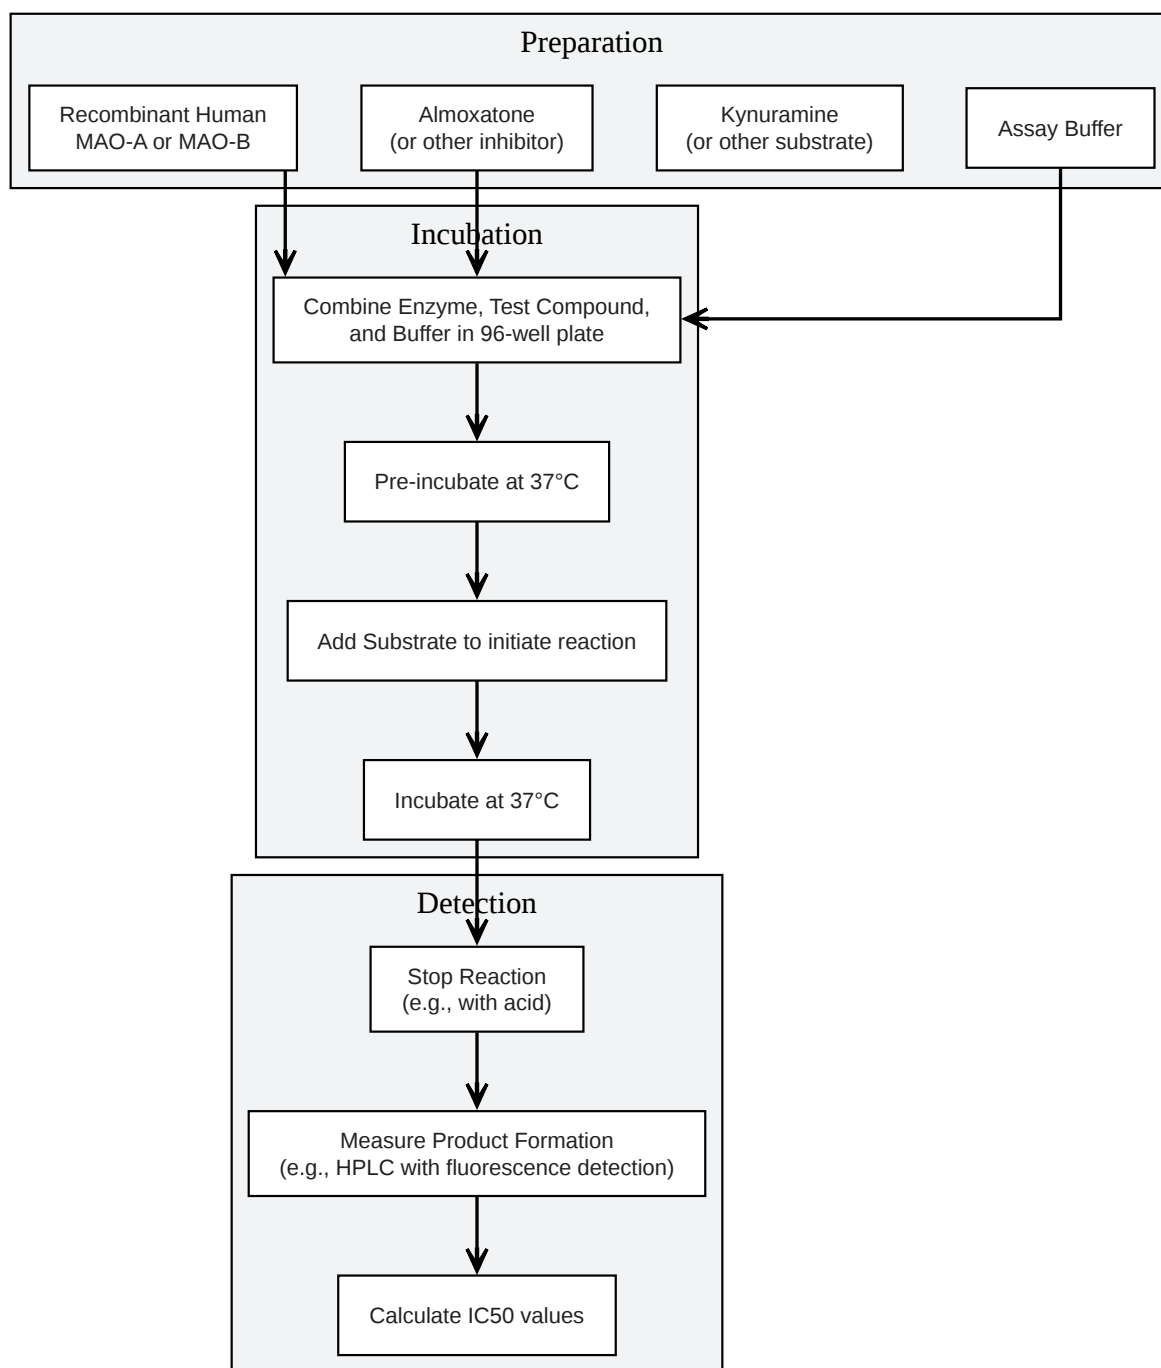 Preparation
Recombinant Human
MAO-A or MAO-B
Almoxatone
(or other inhibitor)
Kynuramine
(or other substrate)
Assay Buffer
Incubation
Combine Enzyme, Test Compound,
and Buffer in 96-well plate
Pre-incubate at 37°C
Add Substrate to initiate reaction
Incubate at 37°C
Detection
Stop Reaction
(e.g., with acid)
Measure Product Formation
(e.g., HPLC with fluorescence detection)
Calculate IC50 values